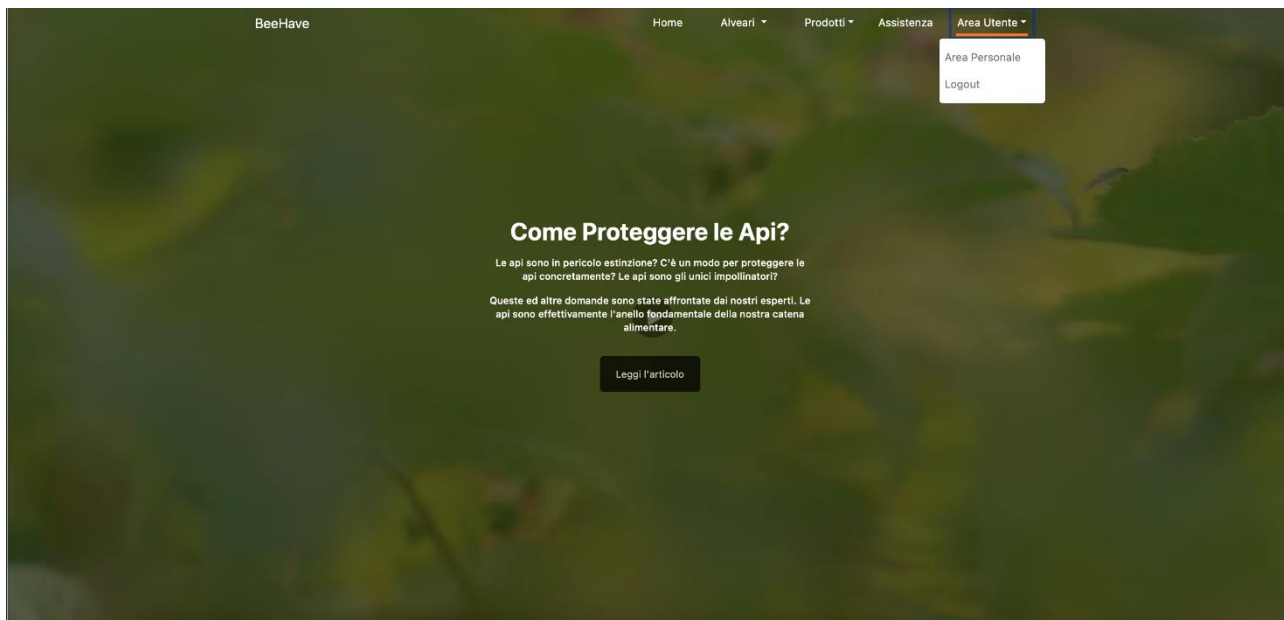 BeeHave
Home Alveari Prodotti Assistenza Area Utente
Area Personale
Logout
Come Proteggere le Api?
Le api sono in pericolo estinzione? C'è un modo per proteggere le
api concretamente? Le api sono gli unici impollinatori?
Queste ed altre domande sono state affrontate dai nostri esperti. Le
api sono effettivamente l'anello fondamentale della nostra catena
alimentare.
Leggi l'articolo